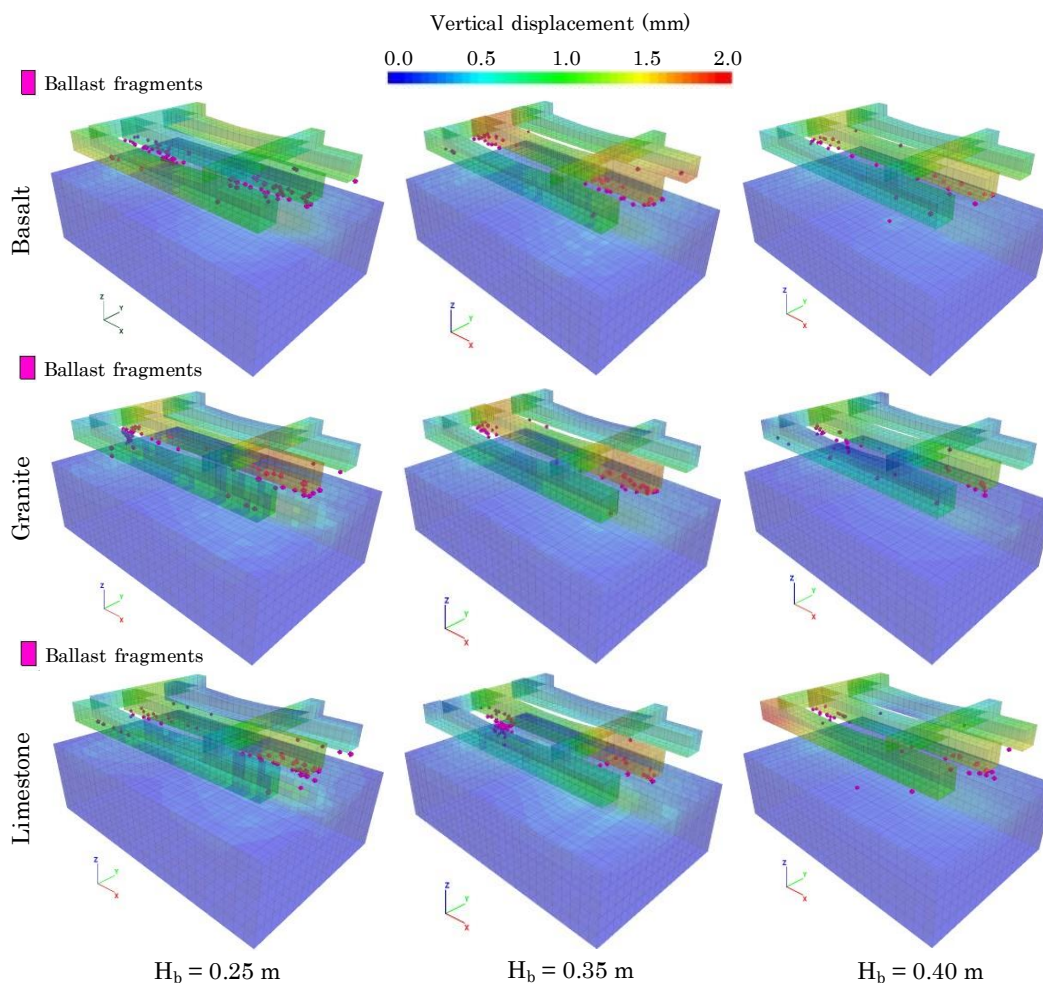 Vertical displacement (mm)
0.0 0.5 1.0 1.5 2.0
Ballast fragments
Basalt
Z
Y
X
Z
Y
X
Z
Y
X
Ballast fragments
Granite
Z
Y
X
Z
Y
X
Z
Y
X
Ballast fragments
Limestone
Z
Y
X
Z
Y
X
Z
Y
X
H_b = 0.25 m
H_b = 0.35 m
H_b = 0.40 m